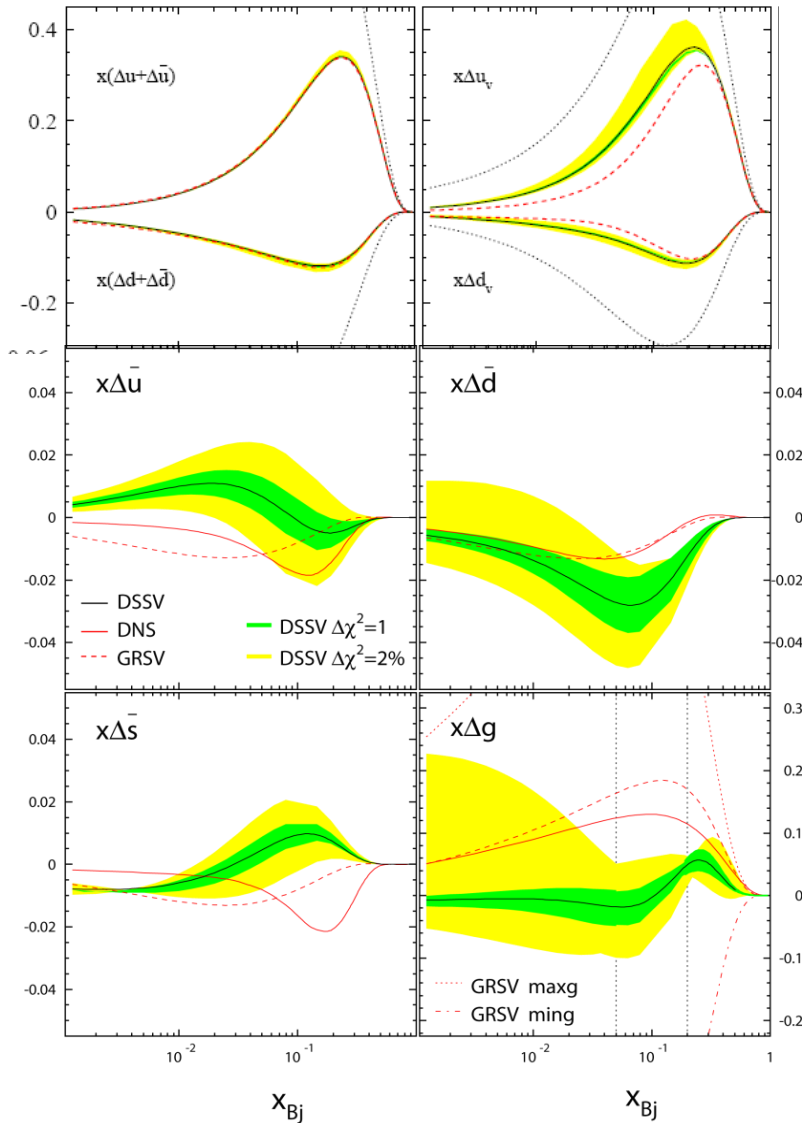 0.4
0.2
0
-0.2
x(Δu+Δū)
x(Δd+Δd̄)
xΔu_v
xΔd_v
xΔū
0.04
0.02
0
-0.02
-0.04
DSSV
DNS
GRSV
DSSV Δχ²=1
DSSV Δχ²=2%
xΔd̄
0.04
0.02
0
-0.02
-0.04
xΔs̄
0.04
0.02
0
-0.02
-0.04
10⁻²
10⁻¹
x_Bj
xΔg
0.3
0.2
0.1
0
-0.1
-0.2
GRSV maxg
GRSV ming
10⁻²
10⁻¹
1
x_Bj